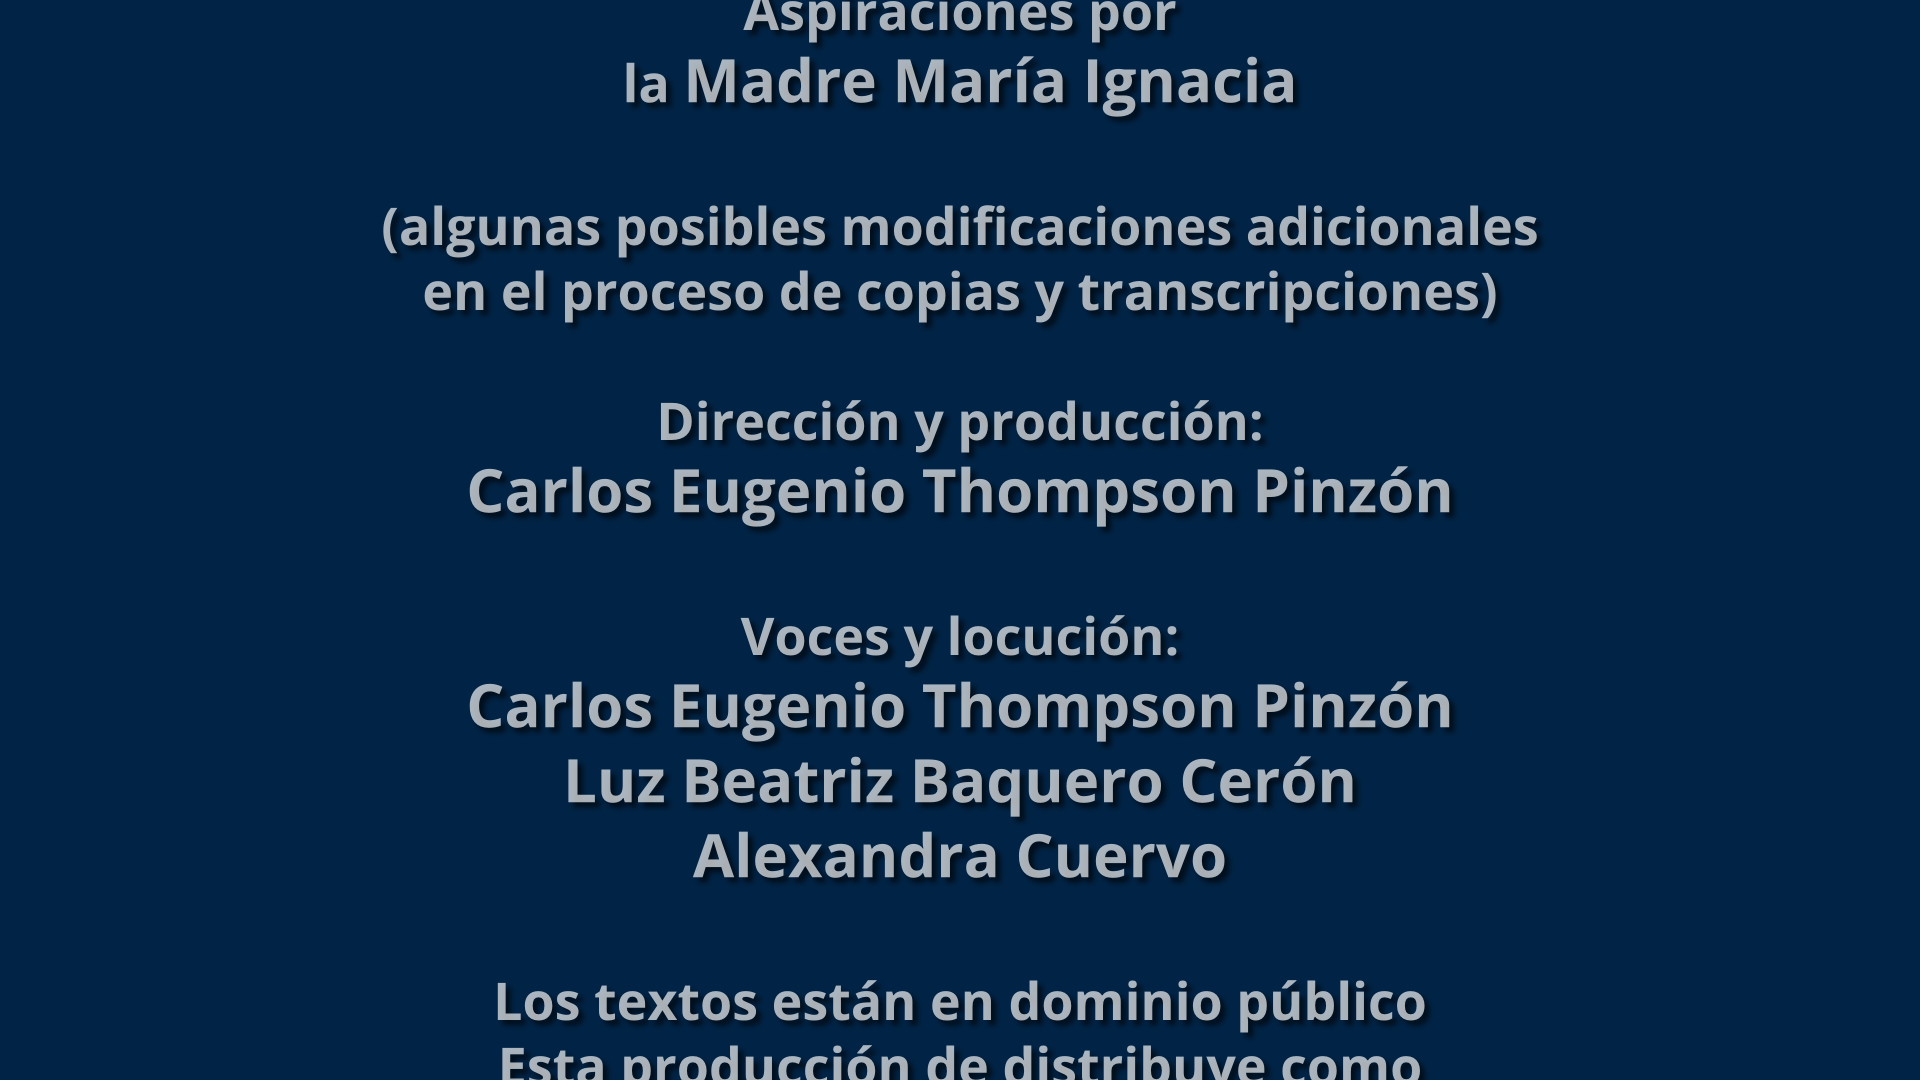 Aspiraciones por
la Madre María Ignacia
(algunas posibles modificaciones adicionales
en el proceso de copias y transcripciones)
Dirección y producción:
Carlos Eugenio Thompson Pinzón
Voces y locución:
Carlos Eugenio Thompson Pinzón
Luz Beatriz Baquero Cerón
Alexandra Cuervo
Los textos están en dominio público
Esta producción de distribuye como